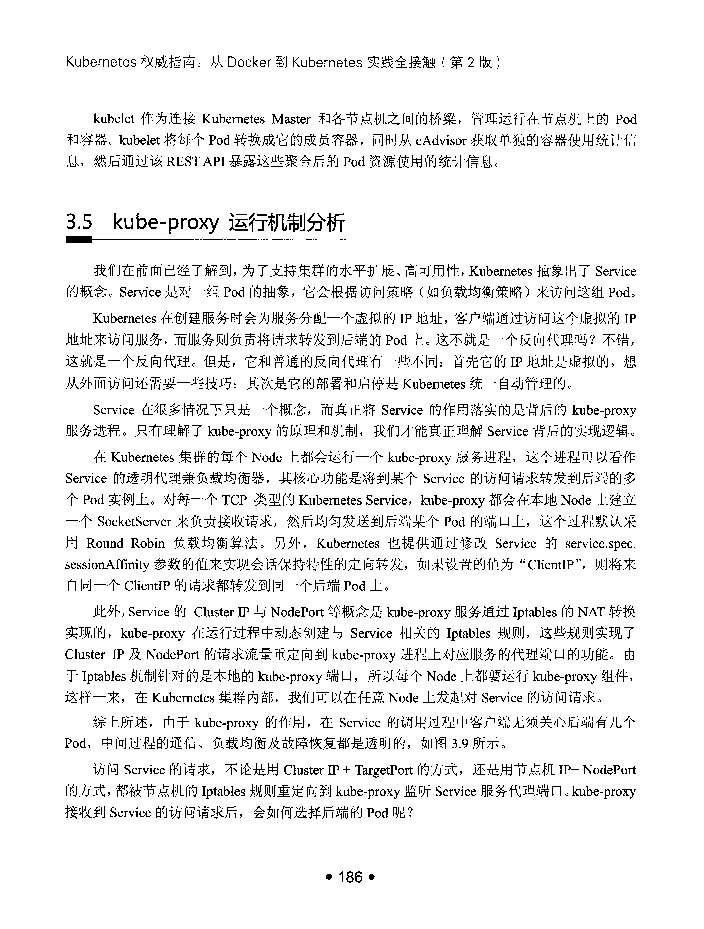 Kubernetes 权威指南：从 Docker 到 Kubernetes 实践全接触（第 2 版）
kubelet 作为连接 Kubernetes Master 和各节点机之间的桥梁，管理运行在节点机上的 Pod
和容器。kubelet 将每个 Pod 转换成它的成员容器，同时从 cAdvisor 获取单独的容器使用统计信
息，然后通过该 REST API 暴露这些聚合后的 Pod 资源使用的统计信息。
3.5 kube-proxy 运行机制分析
我们在前面已经了解到，为了支持集群的水平扩展、高可用性，Kubernetes 抽象出了 Service
的概念。Service 是对一组 Pod 的抽象，它会根据访问策略（如负载均衡策略）来访问这组 Pod。
Kubernetes 在创建服务时会为服务分配一个虚拟的 IP 地址，客户端通过访问这个虚拟的 IP
地址来访问服务，而服务则负责将请求转发到后端的 Pod 上。这不就是一个反向代理吗？不错，
这就是一个反向代理。但是，它和普通的反向代理有一些不同：首先它的 IP 地址是虚拟的，想
从外面访问还需要一些技巧；其次是它的部署和启停是 Kubernetes 统一自动管理的。
Service 在很多情况下只是一个概念，而真正将 Service 的作用落实的是背后的 kube-proxy
服务进程。只有理解了 kube-proxy 的原理和机制，我们才能真正理解 Service 背后的实现逻辑。
在 Kubernetes 集群的每个 Node 上都会运行一个 kube-proxy 服务进程，这个进程可以看作
Service 的透明代理兼负载均衡器，其核心功能是将到某个 Service 的访问请求转发到后端的多
个 Pod 实例上。对每一个 TCP 类型的 Kubernetes Service，kube-proxy 都会在本地 Node 上建立
一个 SocketServer 来负责接收请求，然后均匀发送到后端某个 Pod 的端口上，这个过程默认采
用 Round Robin 负载均衡算法。另外，Kubernetes 也提供通过修改 Service 的 service.spec.
sessionAffinity 参数的值来实现会话保持特性的定向转发，如果设置的值为“ClientIP”，则将来
自同一个 ClientIP 的请求都转发到同一个后端 Pod 上。
此外，Service 的 Cluster IP 与 NodePort 等概念是 kube-proxy 服务通过 Iptables 的 NAT 转换
实现的，kube-proxy 在运行过程中动态创建与 Service 相关的 Iptables 规则，这些规则实现了
Cluster IP 及 NodePort 的请求流量重定向到 kube-proxy 进程上对应服务的代理端口的功能。由
于 Iptables 机制针对的是本地的 kube-proxy 端口，所以每个 Node 上都要运行 kube-proxy 组件，
这样一来，在 Kubernetes 集群内部，我们可以在任意 Node 上发起对 Service 的访问请求。
综上所述，由于 kube-proxy 的作用，在 Service 的调用过程中客户端无须关心后端有几个
Pod，中间过程的通信、负载均衡及故障恢复都是透明的，如图 3.9 所示。
访问 Service 的请求，不论是用 Cluster IP + TargetPort 的方式，还是用节点机 IP+ NodePort
的方式，都被节点机的 Iptables 规则重定向到 kube-proxy 监听 Service 服务代理端口。kube-proxy
接收到 Service 的访问请求后，会如何选择后端的 Pod 呢？
• 186 •